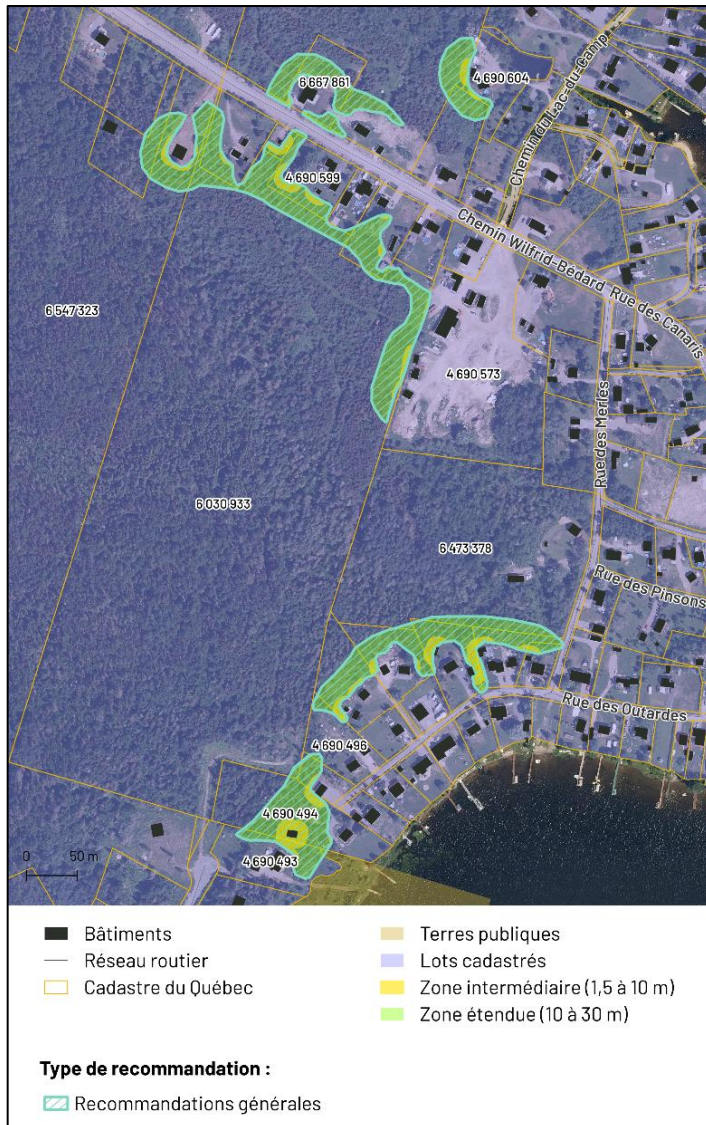 6 667 861
4 690 604
Chemin du Lac-du-Camp
4 690 599
Chemin Wilfrid-Bédard
Rue des Canaris
6 547 323
4 690 573
Rue des Merles
6 030 933
6 473 378
Rue des Pinsons
Rue des Outardes
4 690 496
4 690 494
4 690 493
0 50 m
Bâtiments
Réseau routier
Cadastre du Québec
Terres publiques
Lots cadastrés
Zone intermédiaire (1,5 à 10 m)
Zone étendue (10 à 30 m)
Type de recommandation :
Recommandations générales